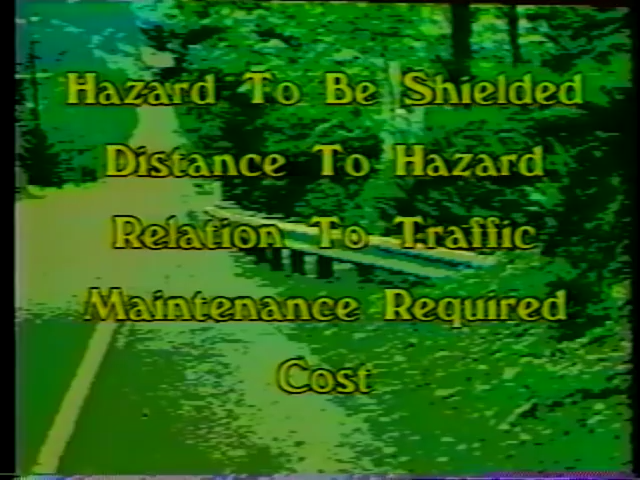 Hazard To Be Shielded
Distance To Hazard
Relation To Traffic
Maintenance Required
Cost